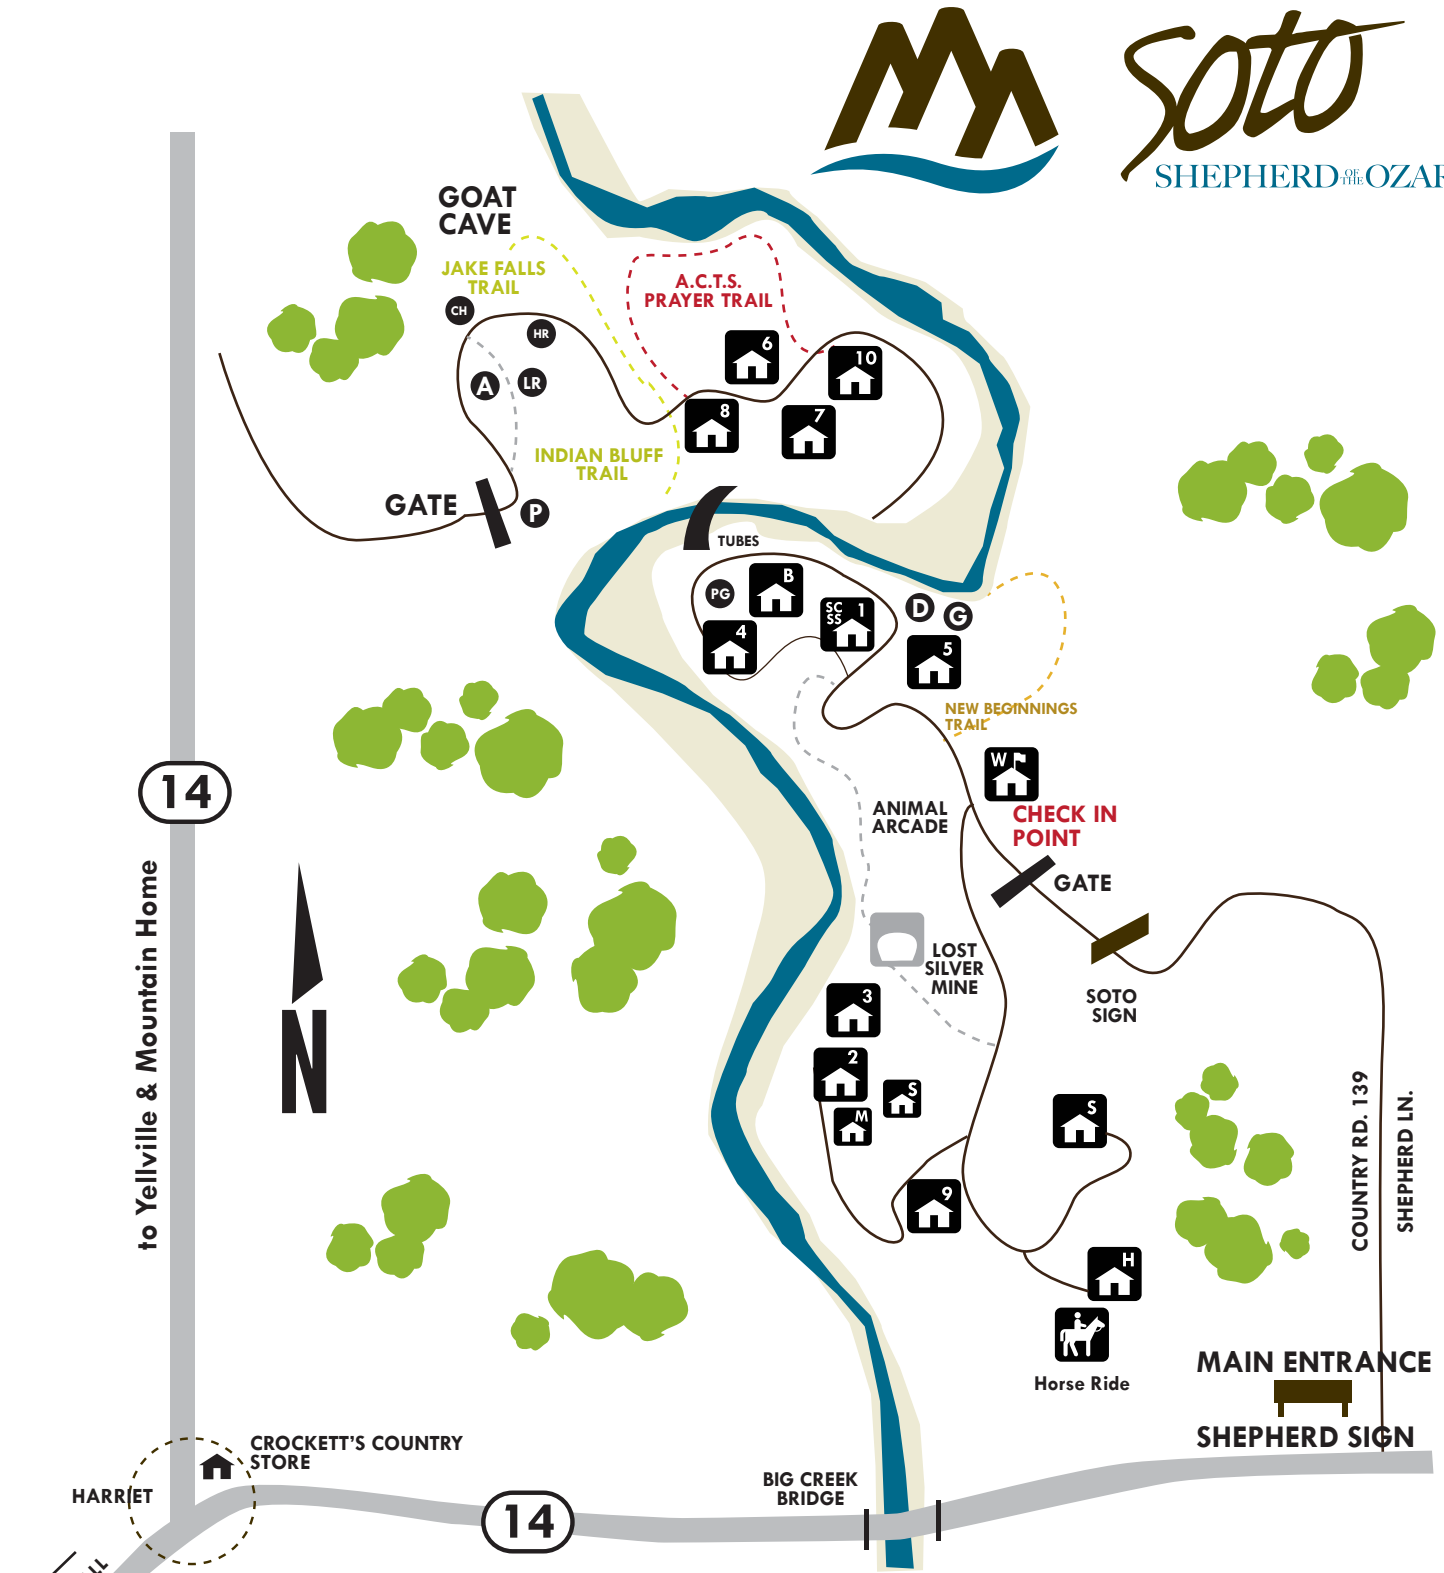 soto
SHEPHERD OF THE OZAR
GOAT
CAVE
JAKE FALLS
TRAIL
A.C.T.S.
PRAYER TRAIL
CH
HR
6
10
A
LR
8
7
INDIAN BLUFF
TRAIL
GATE
P
TUBES
PG
B
SC
SS
1
D
G
4
5
NEW BEGINNINGS
TRAIL
W
14
ANIMAL
ARCADE
CHECK IN
POINT
GATE
to Yellville & Mountain Home
LOST
SILVER
MINE
SOTO
SIGN
N
3
2
S
M
S
COUNTRY RD. 139
SHEPHERD LN.
9
H
Horse Ride
MAIN ENTRANCE
SHEPHERD SIGN
CROCKETT'S COUNTRY
STORE
HARRIET
BIG CREEK
BRIDGE
14